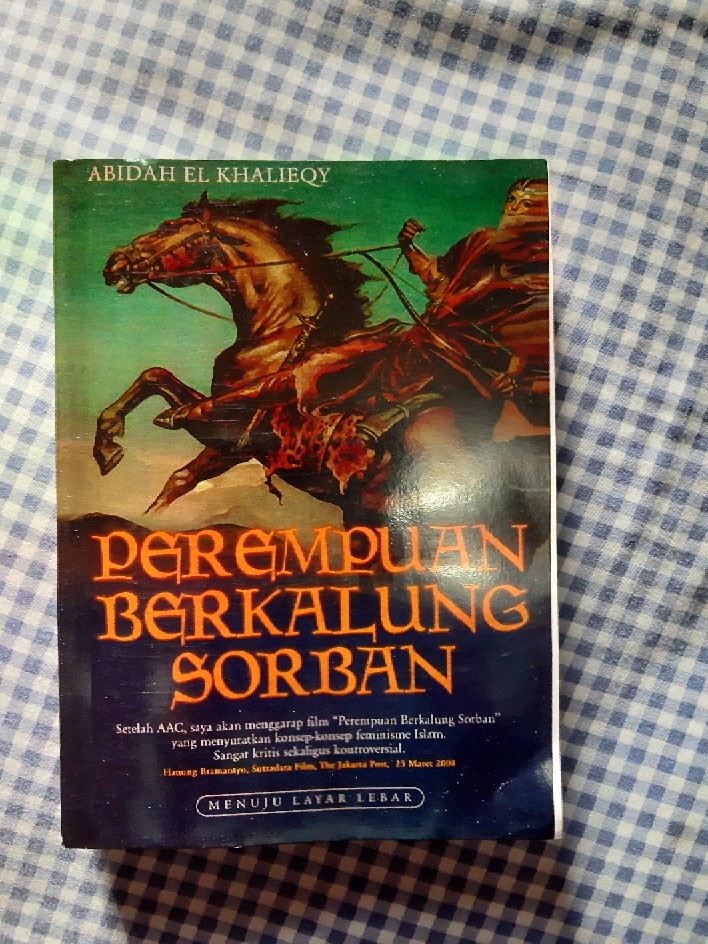 ABIDAH EL KHALIEQY
PEREMPUAN
BERKALUNG
SORBAN
Setelah AAC, saya akan menggarap film "Perempuan Berkalung Sorban"
yang menyuratkan konsep-konsep feminisme Islam.
Sangat kritis sekaligus kontroversial.
Hanung Bramantyo, Sutradara Film, The Jakarta Post, 23 Maret 2008
MENUJU LAYAR LEBAR